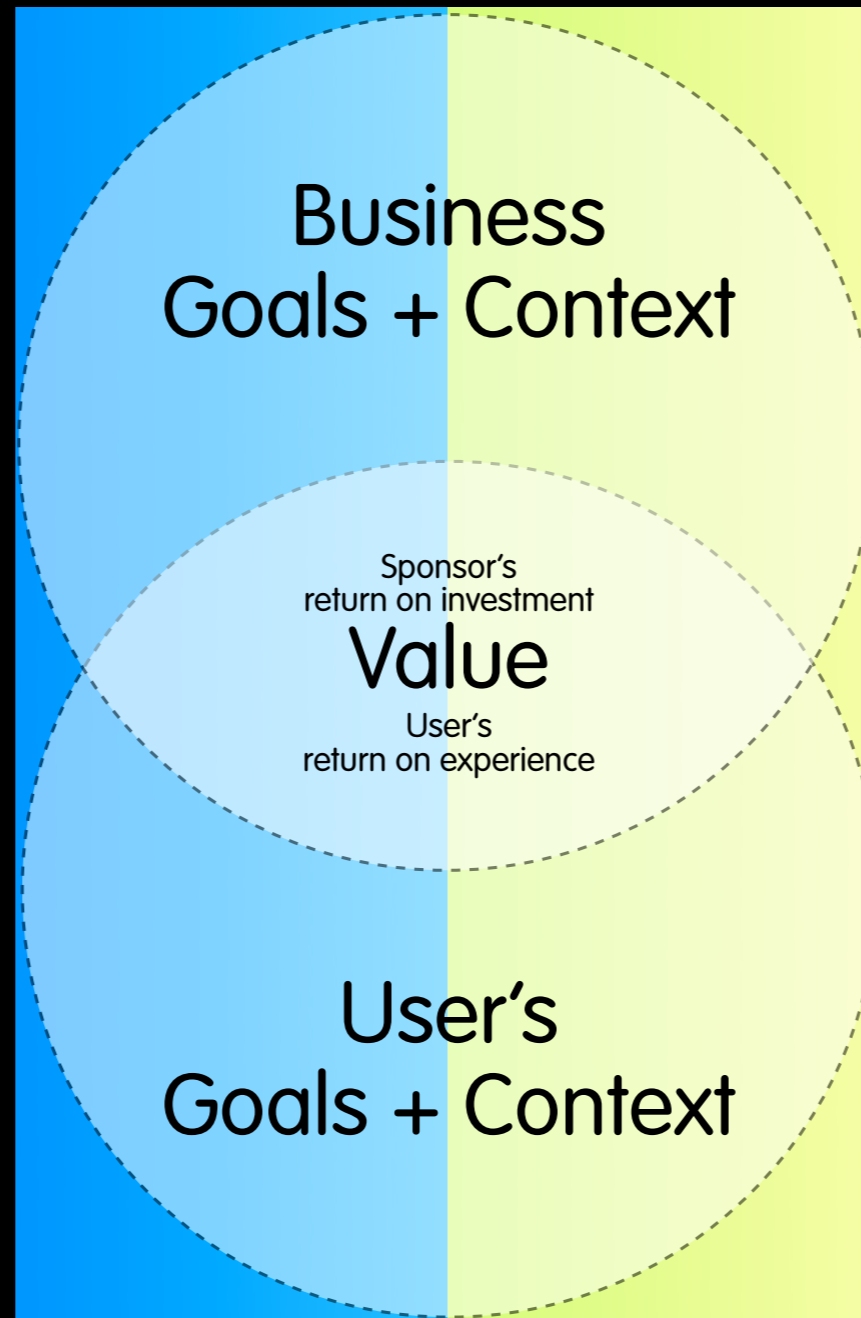 Business
Goals + Context
Sponsor’s
return on investment
Value
User’s
return on experience
User’s
Goals + Context